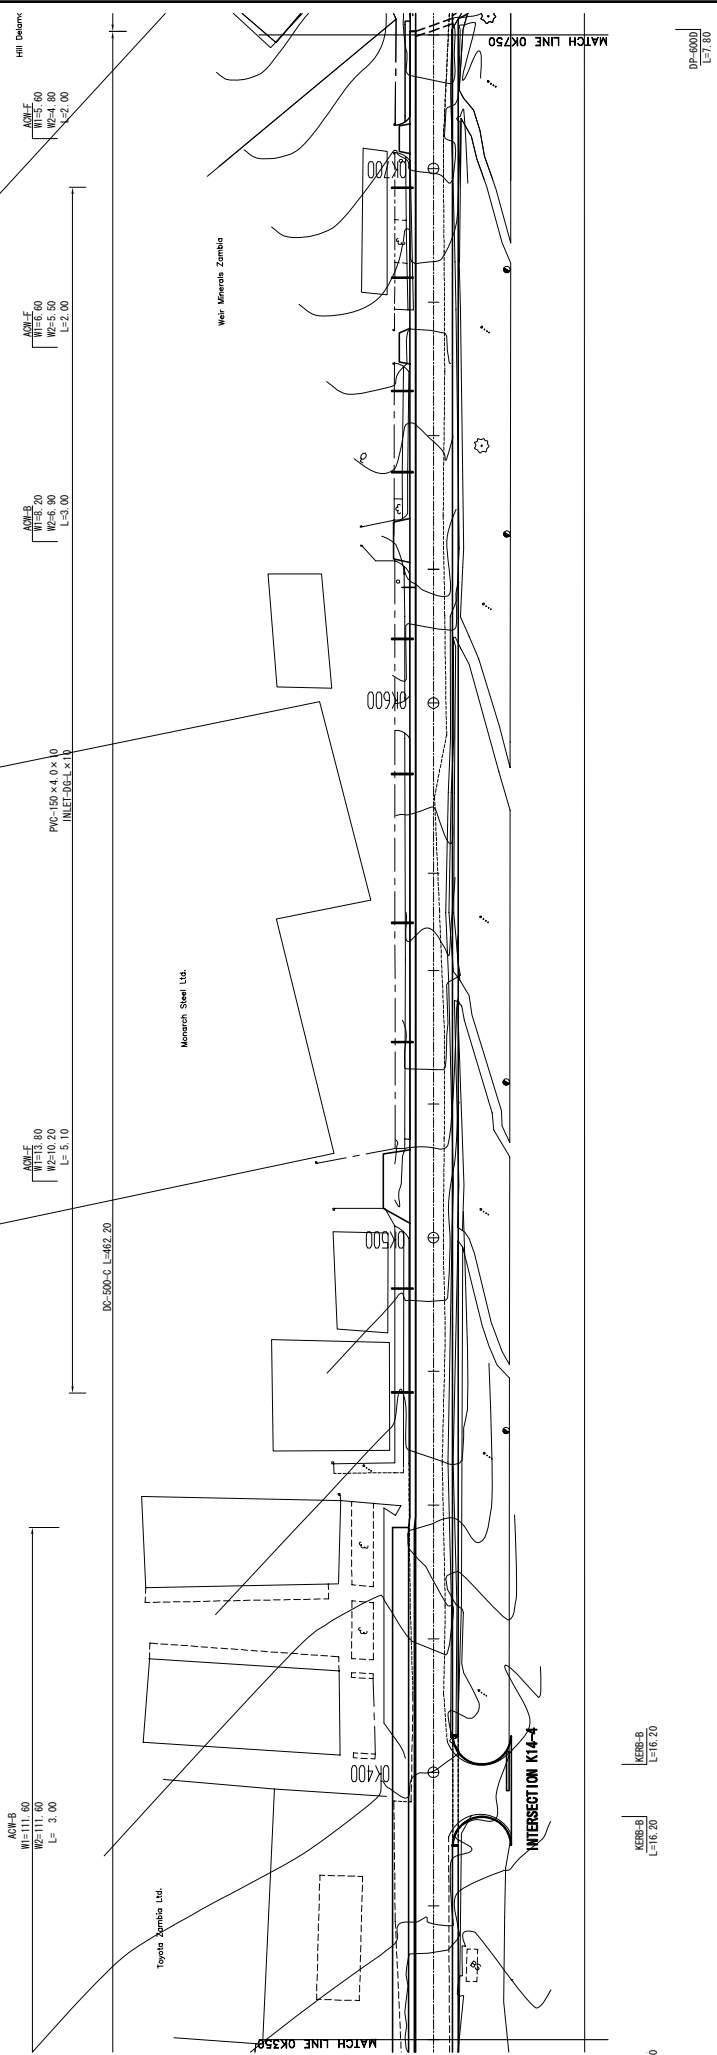 Hill Delamo
ACW-F
W1=5.60
W2=4.80
L=2.00
ACW-F
W1=6.60
W2=5.50
L=2.00
ACW-B
W1=8.20
W2=6.90
L=3.00
PVC-150×4.0×10
INLET-DG-L×10
ACW-F
W1=13.80
W2=10.20
L= 5.10
DC-500-C L=462.20
ACW-B
W1=111.60
W2=111.60
L= 3.00
Weir Minerals Zambia
Monarch Steel Ltd.
Toyota Zambia Ltd.
MATCH LINE 0K750
0K700
0K600
0K500
0K400
MATCH LINE 0K350
INTERSECTION K14-4
BS
DP-600D
L=7.80
KERB-B
L=16.20
KERB-B
L=16.20